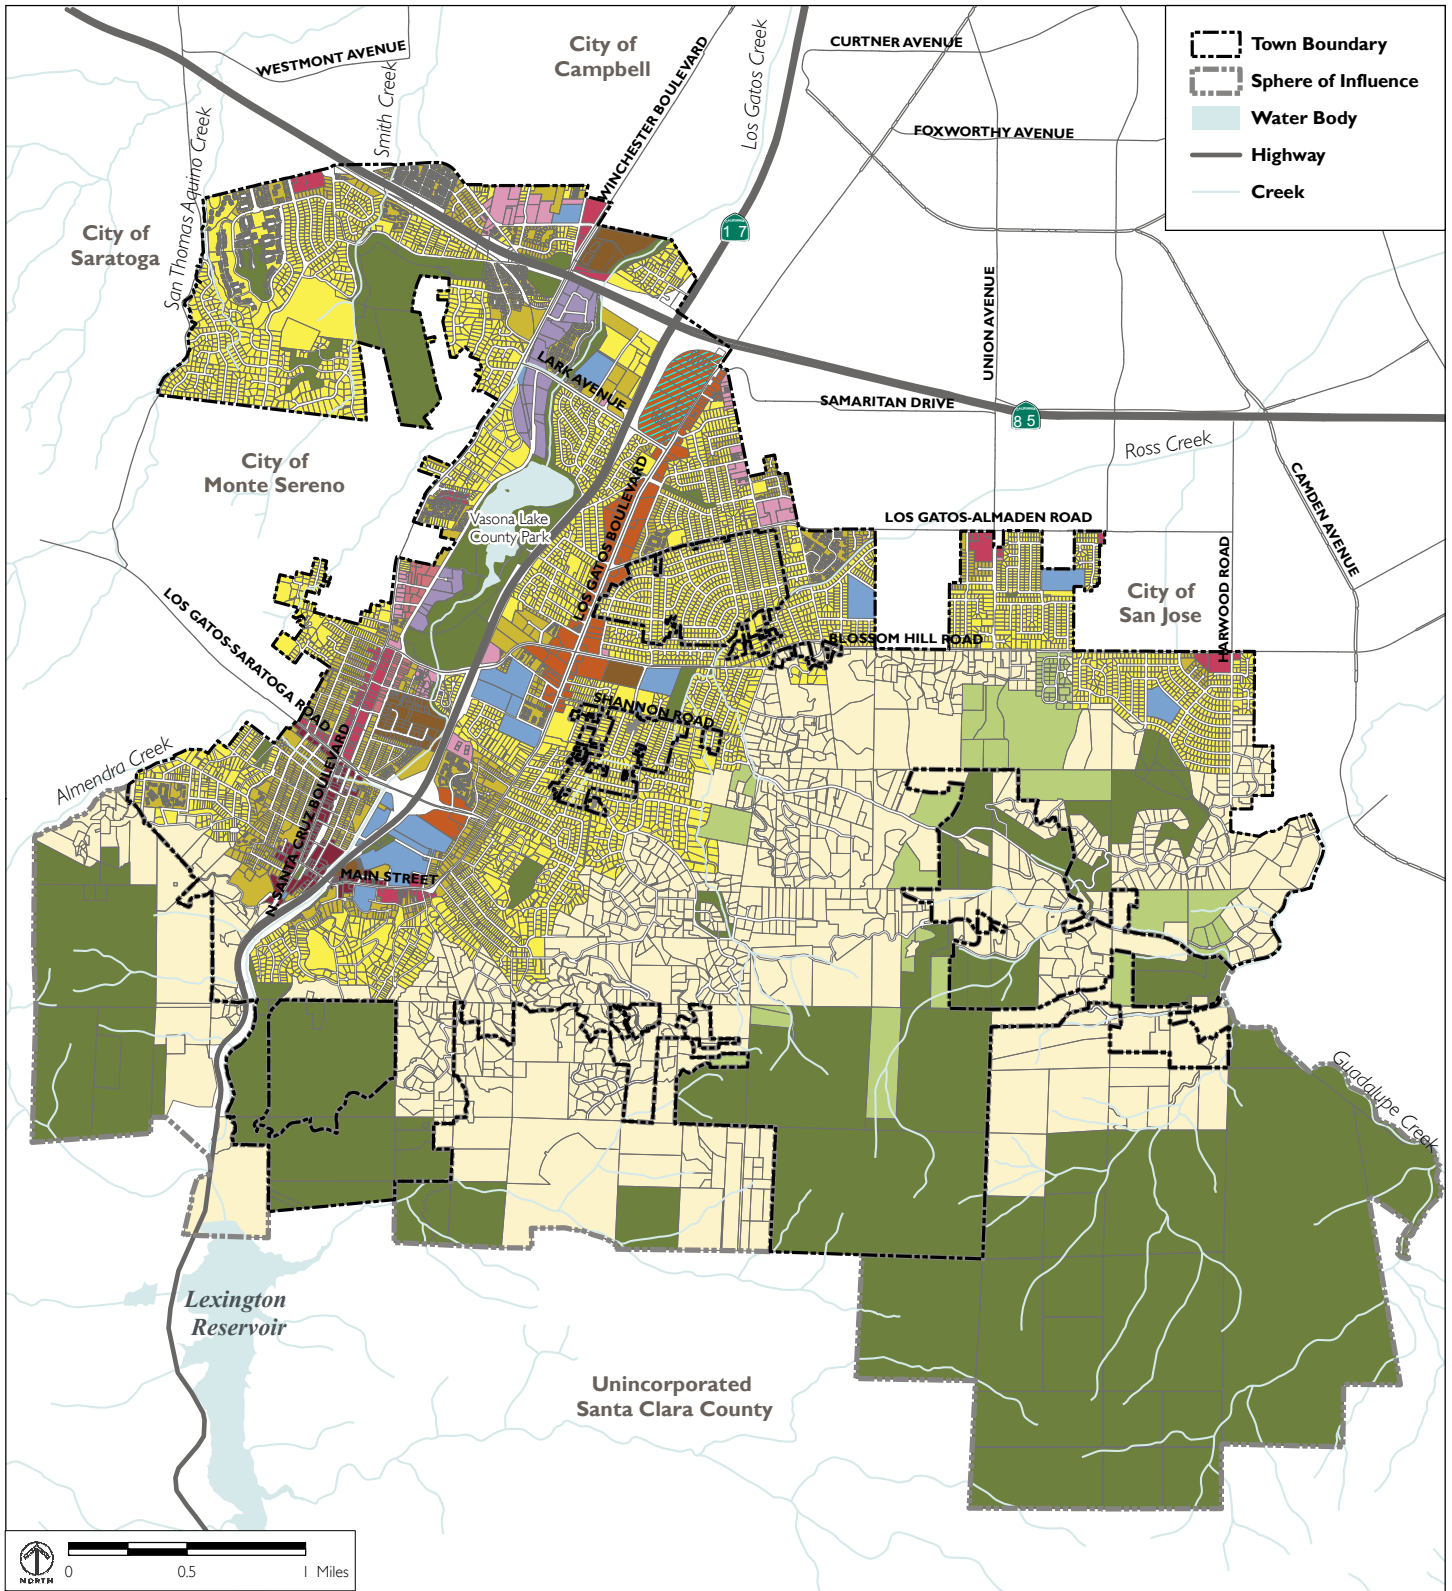 WESTMONT AVENUE
City of
Campbell
WINCHESTER BOULEVARD
Los Gatos Creek
CURTNER AVENUE
FOXWORTHY AVENUE
Town Boundary
Sphere of Influence
Water Body
Highway
Creek
Smith Creek
San Thomas Aquino Creek
City of
Saratoga
CALIFORNIA
17
UNION AVENUE
LARK AVENUE
SAMARITAN DRIVE
CALIFORNIA
85
Ross Creek
CAMDEN AVENUE
City of
Monte Sereno
LOS GATOS BOULEVARD
Vasona Lake
County Park
LOS GATOS-ALMADEN ROAD
HARWOOD ROAD
City of
San Jose
LOS GATOS-SARATOGA ROAD
BLOSSOM HILL ROAD
SHANNON ROAD
Almendra Creek
N. SANTA CRUZ BOULEVARD
MAIN STREET
Guadalupe Creek
Lexington
Reservoir
Unincorporated
Santa Clara County
NORTH
0 0.5 1 Miles